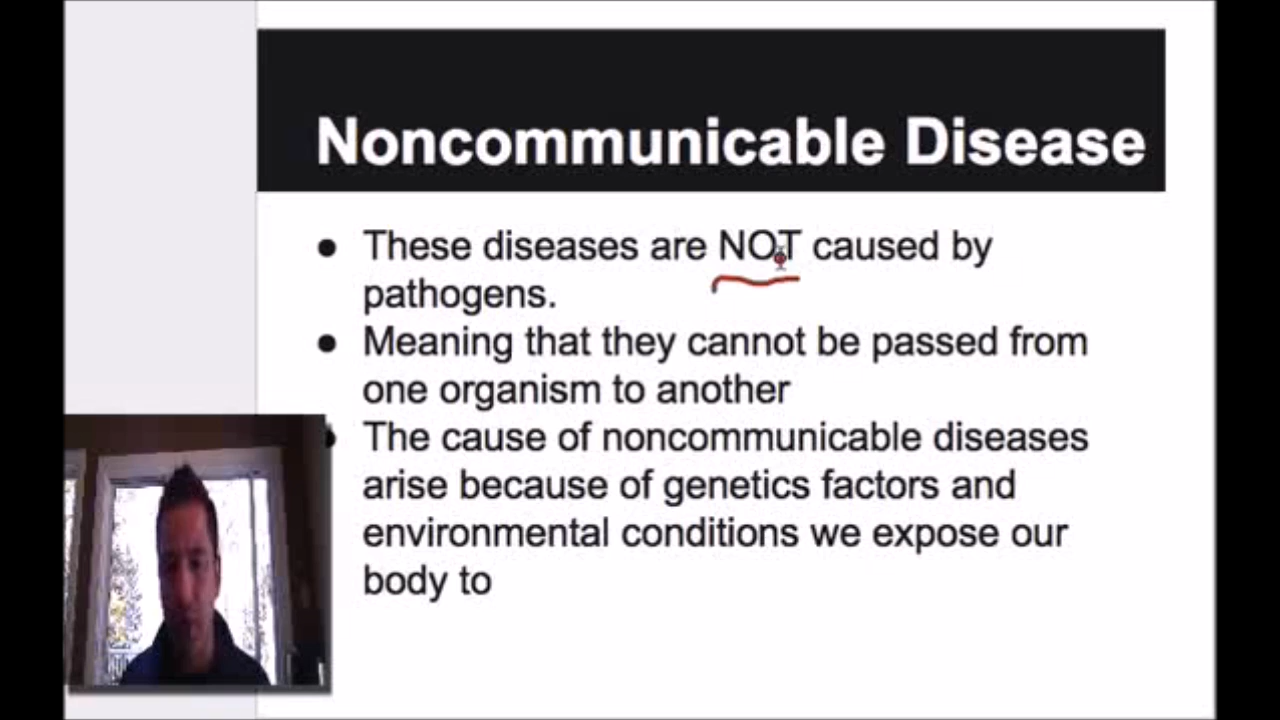 Noncommunicable Disease
● These diseases are NOT caused by
pathogens.
● Meaning that they cannot be passed from
one organism to another
● The cause of noncommunicable diseases
arise because of genetics factors and
environmental conditions we expose our
body to